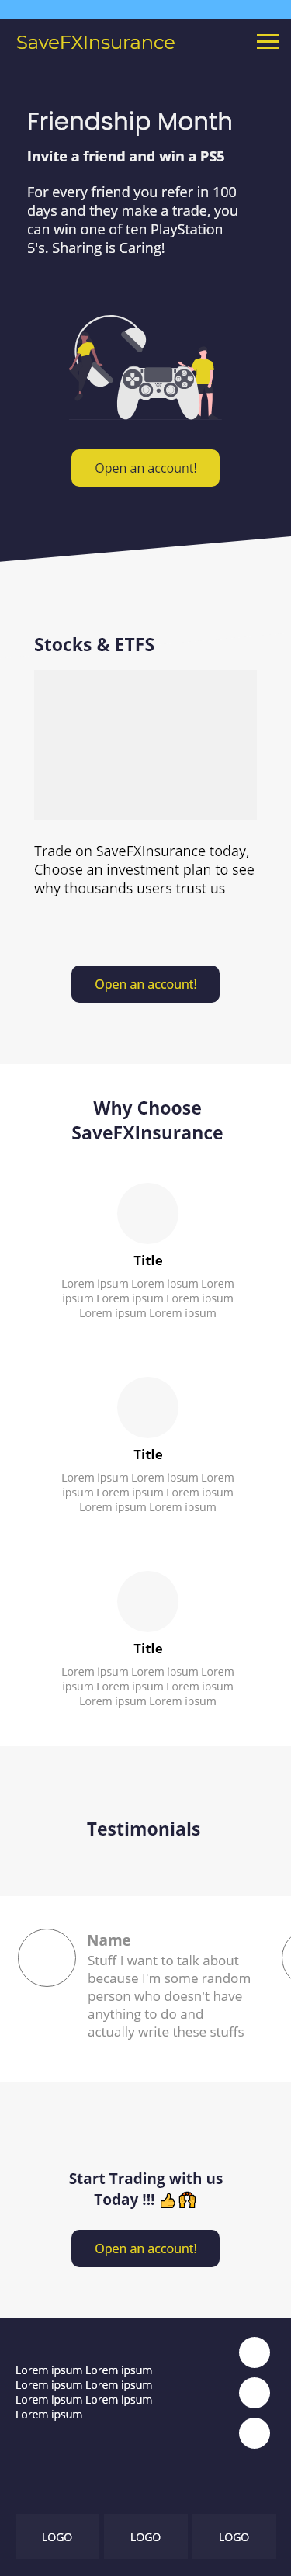 SaveFXInsurance
Friendship Month
Invite a friend and win a PS5
For every friend you refer in 100
days and they make a trade, you
can win one of ten PlayStation
5's. Sharing is Caring!
Open an account!
Stocks & ETFS
Trade on SaveFXInsurance today,
Choose an investment plan to see
why thousands users trust us
Open an account!
Why Choose
SaveFXInsurance
Title
Lorem ipsum Lorem ipsum Lorem
ipsum Lorem ipsum Lorem ipsum
Lorem ipsum Lorem ipsum
Title
Lorem ipsum Lorem ipsum Lorem
ipsum Lorem ipsum Lorem ipsum
Lorem ipsum Lorem ipsum
Title
Lorem ipsum Lorem ipsum Lorem
ipsum Lorem ipsum Lorem ipsum
Lorem ipsum Lorem ipsum
Testimonials
Name
Stuff I want to talk about
because I'm some random
person who doesn't have
anything to do and
actually write these stuffs
Start Trading with us
Today !!! 👍🙌
Open an account!
Lorem ipsum Lorem ipsum
Lorem ipsum Lorem ipsum
Lorem ipsum Lorem ipsum
Lorem ipsum
LOGO LOGO LOGO